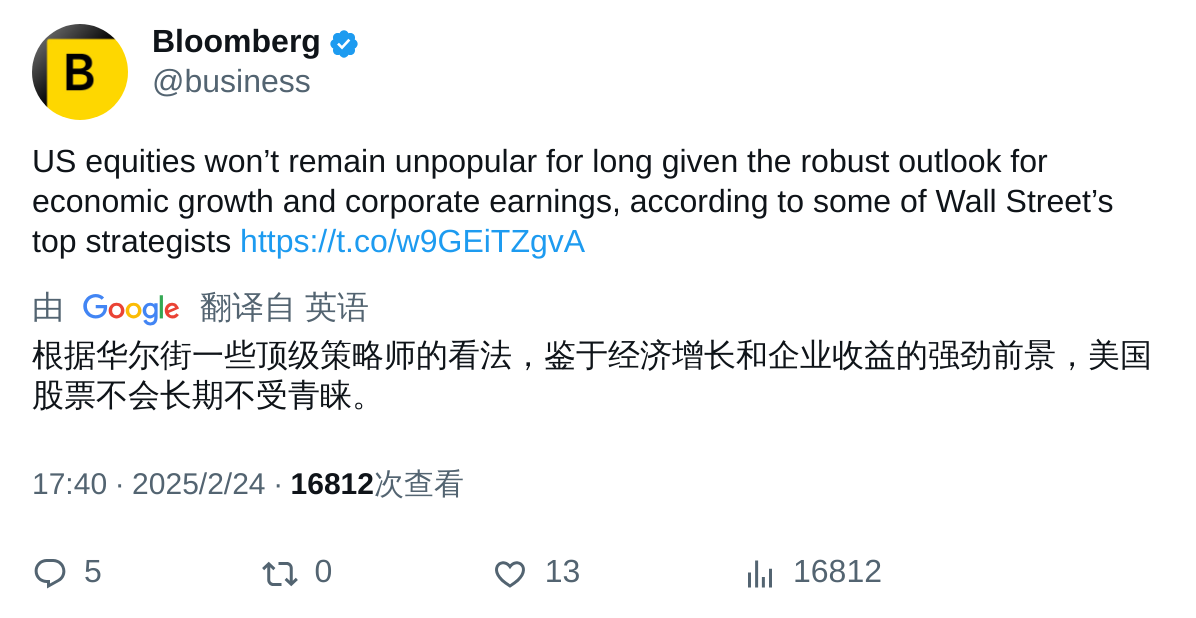 B
Bloomberg
@business
US equities won’t remain unpopular for long given the robust outlook for
economic growth and corporate earnings, according to some of Wall Street’s
top strategists https://t.co/w9GEiTZgvA
由 Google 翻译自 英语
根据华尔街一些顶级策略师的看法，鉴于经济增长和企业收益的强劲前景，美国
股票不会长期不受青睐。
17:40 · 2025/2/24 · 16812次查看
5 0 13 16812